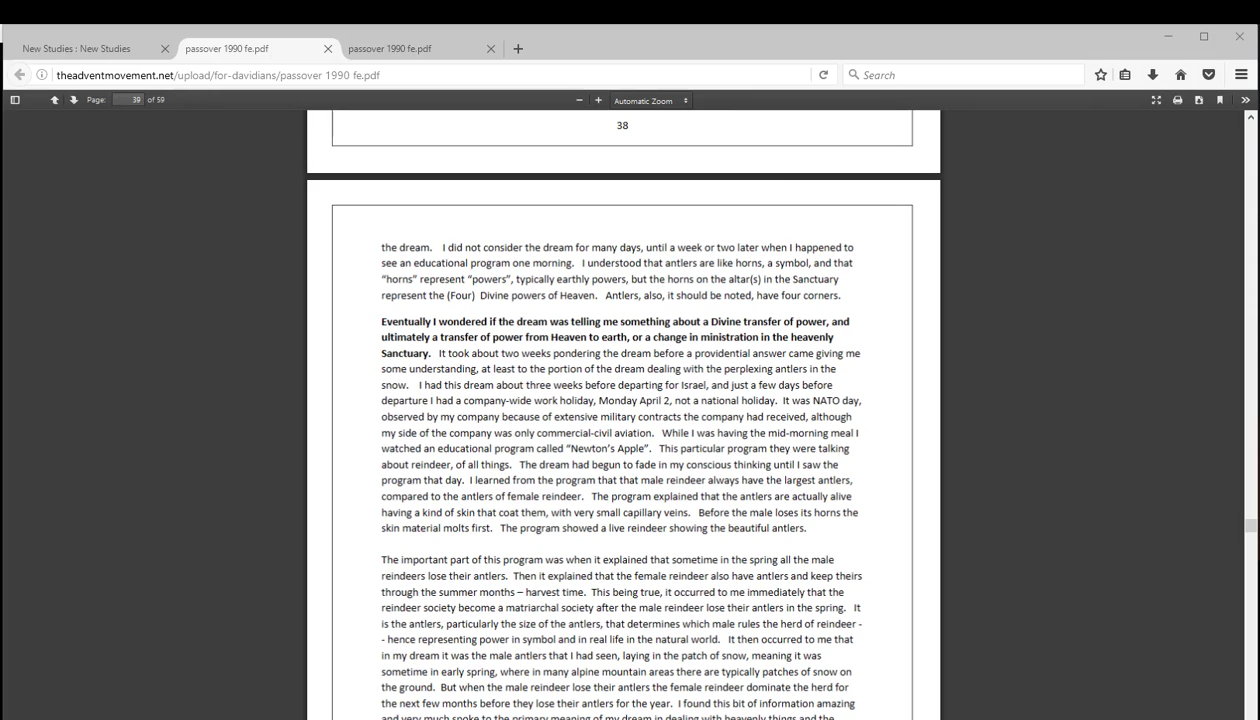 New Studies : New Studies
passover 1990 fe.pdf
passover 1990 fe.pdf
theadventmovement.net/upload/for-davidians/passover 1990 fe.pdf
Search
Page: 39 of 59
Automatic Zoom
38
the dream. I did not consider the dream for many days, until a week or two later when I happened to
see an educational program one morning. I understood that antlers are like horns, a symbol, and that
“horns” represent “powers”, typically earthly powers, but the horns on the altar(s) in the Sanctuary
represent the (Four) Divine powers of Heaven. Antlers, also, it should be noted, have four corners.
Eventually I wondered if the dream was telling me something about a Divine transfer of power, and
ultimately a transfer of power from Heaven to earth, or a change in ministration in the heavenly
Sanctuary. It took about two weeks pondering the dream before a providential answer came giving me
some understanding, at least to the portion of the dream dealing with the perplexing antlers in the
snow. I had this dream about three weeks before departing for Israel, and just a few days before
departure I had a company-wide work holiday, Monday April 2, not a national holiday. It was NATO day,
observed by my company because of extensive military contracts the company had received, although
my side of the company was only commercial-civil aviation. While I was having the mid-morning meal I
watched an educational program called “Newton’s Apple”. This particular program they were talking
about reindeer, of all things. The dream had begun to fade in my conscious thinking until I saw the
program that day. I learned from the program that that male reindeer always have the largest antlers,
compared to the antlers of female reindeer. The program explained that the antlers are actually alive
having a kind of skin that coat them, with very small capillary veins. Before the male loses its horns the
skin material molts first. The program showed a live reindeer showing the beautiful antlers.
The important part of this program was when it explained that sometime in the spring all the male
reindeers lose their antlers. Then it explained that the female reindeer also have antlers and keep theirs
through the summer months – harvest time. This being true, it occurred to me immediately that the
reindeer society become a matriarchal society after the male reindeer lose their antlers in the spring. It
is the antlers, particularly the size of the antlers, that determines which male rules the herd of reindeer -
- hence representing power in symbol and in real life in the natural world. It then occurred to me that
in my dream it was the male antlers that I had seen, laying in the patch of snow, meaning it was
sometime in early spring, where in many alpine mountain areas there are typically patches of snow on
the ground. But when the male reindeer lose their antlers the female reindeer dominate the herd for
the next few months before they lose their antlers for the year. I found this bit of information amazing
and very much spoke to the primary meaning of my dream in dealing with heavenly things and the